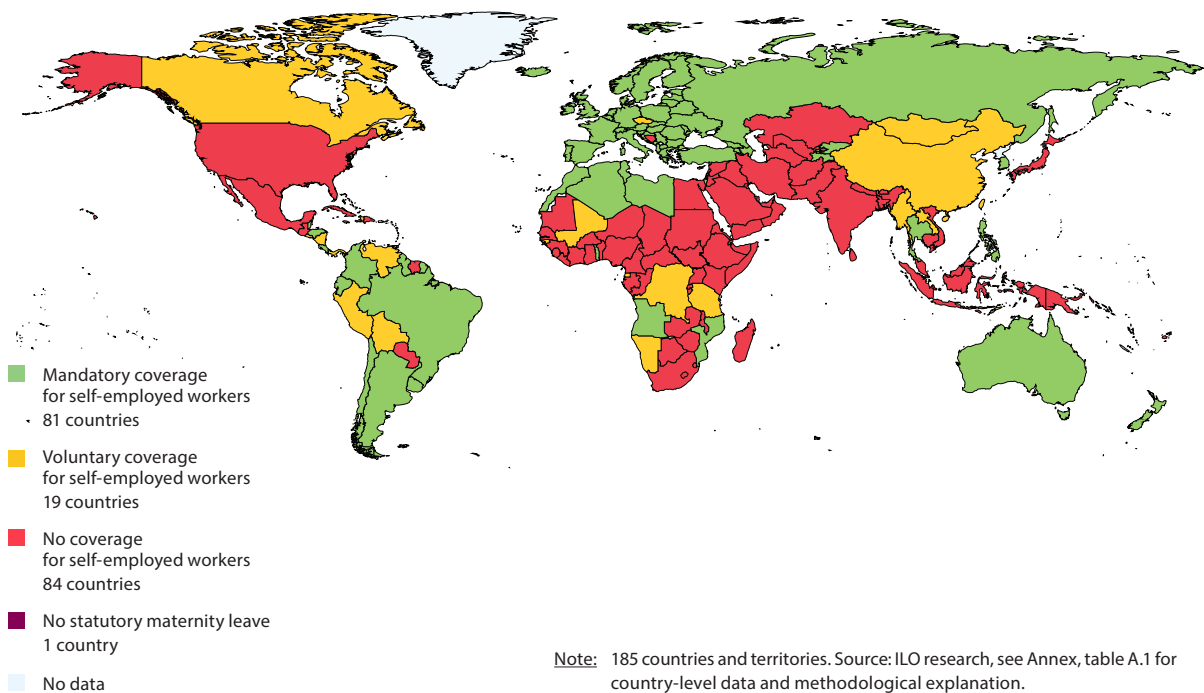 Mandatory coverage
for self-employed workers
81 countries
Voluntary coverage
for self-employed workers
19 countries
No coverage
for self-employed workers
84 countries
No statutory maternity leave
1 country
No data
Note: 185 countries and territories. Source: ILO research, see Annex, table A.1 for
country-level data and methodological explanation.